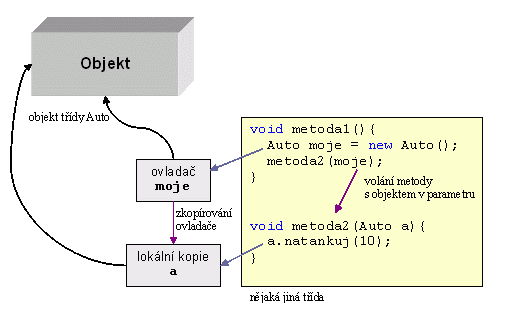 Objekt
objekt třídy Auto
ovladač
moje
zkopírování
ovladače
lokální kopie
a
void metoda1(){
Auto moje = new Auto();
metoda2(moje);
}
volání metody
s objektem v parametru
void metoda2(Auto a){
a.natankuj(10);
}
nějaká jiná třída